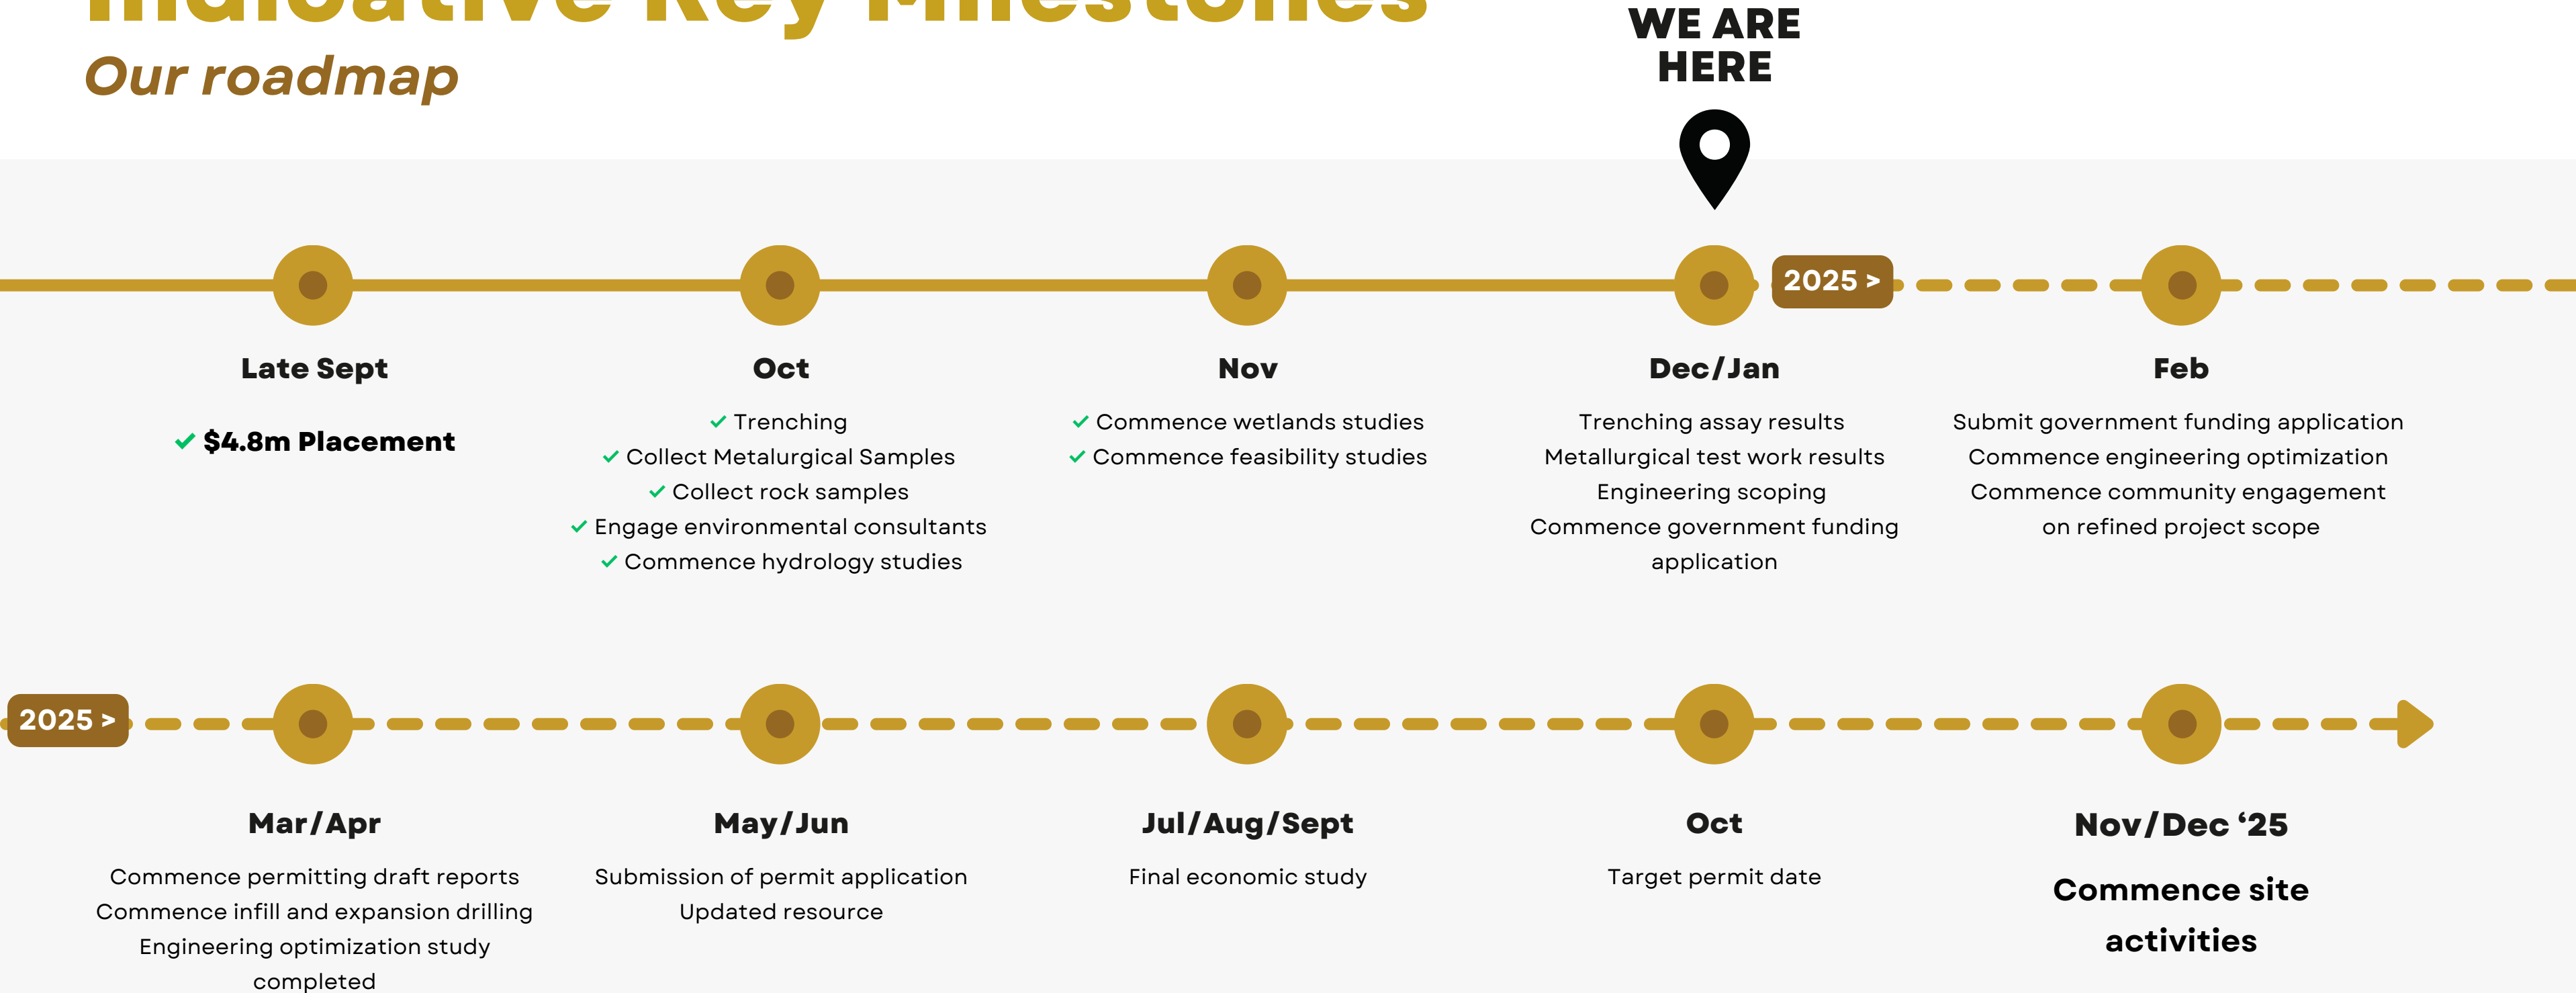 Indicative Key Milestones
Our roadmap
WE ARE
HERE
2025 >
Late Sept
$4.8m Placement
Oct
Trenching
Collect Metalurgical Samples
Collect rock samples
Engage environmental consultants
Commence hydrology studies
Nov
Commence wetlands studies
Commence feasibility studies
Dec/Jan
Trenching assay results
Metallurgical test work results
Engineering scoping
Commence government funding
application
Feb
Submit government funding application
Commence engineering optimization
Commence community engagement
on refined project scope
2025 >
Mar/Apr
Commence permitting draft reports
Commence infill and expansion drilling
Engineering optimization study
completed
May/Jun
Submission of permit application
Updated resource
Jul/Aug/Sept
Final economic study
Oct
Target permit date
Nov/Dec ‘25
Commence site
activities